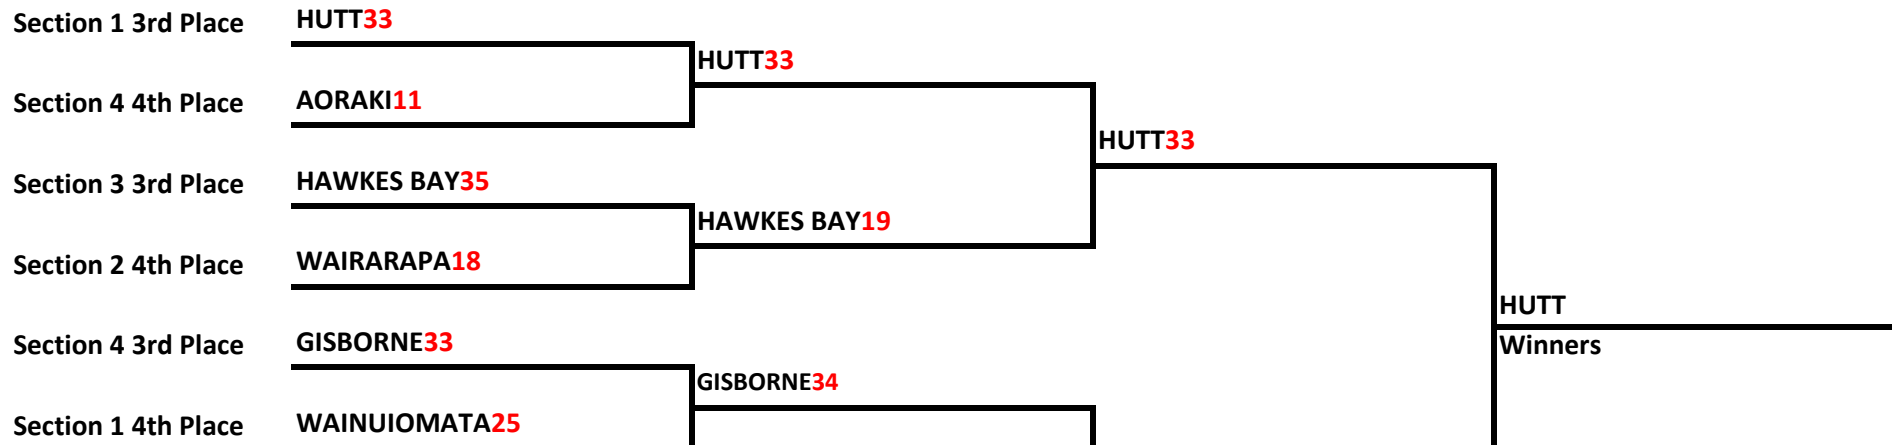 Section 1 3rd Place HUTT33
HUTT33
Section 4 4th Place AORAKI11
HUTT33
Section 3 3rd Place HAWKES BAY35
HAWKES BAY19
Section 2 4th Place WAIRARAPA18
HUTT
Section 4 3rd Place GISBORNE33
Winners
GISBORNE34
Section 1 4th Place WAINUIOMATA25